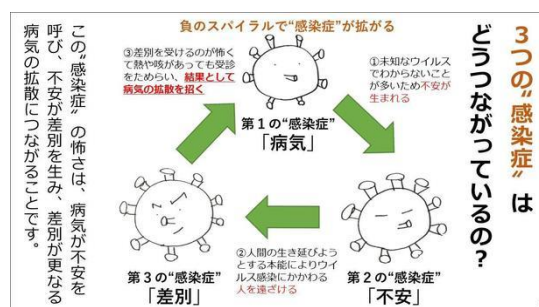 ３つの“感染症”は
どうつながっているの？
負のスパイラルで“感染症”が拡がる
①未知なウイルス
でわからないこと
が多いため不安が
生まれる
第１の“感染症”
「病気」
②人間の生き延びよう
とする本能によりウイ
ルス感染にかかわる
人を遠ざける
第２の“感染症”
「不安」
③差別を受けるのが怖く
て熱や咳があっても受診
をためらい、結果として
病気の拡散を招く
第３の“感染症”
「差別」
この“感染症”の怖さは、病気が不安を
呼び、不安が差別を生み、差別が更なる
病気の拡散につながることです。